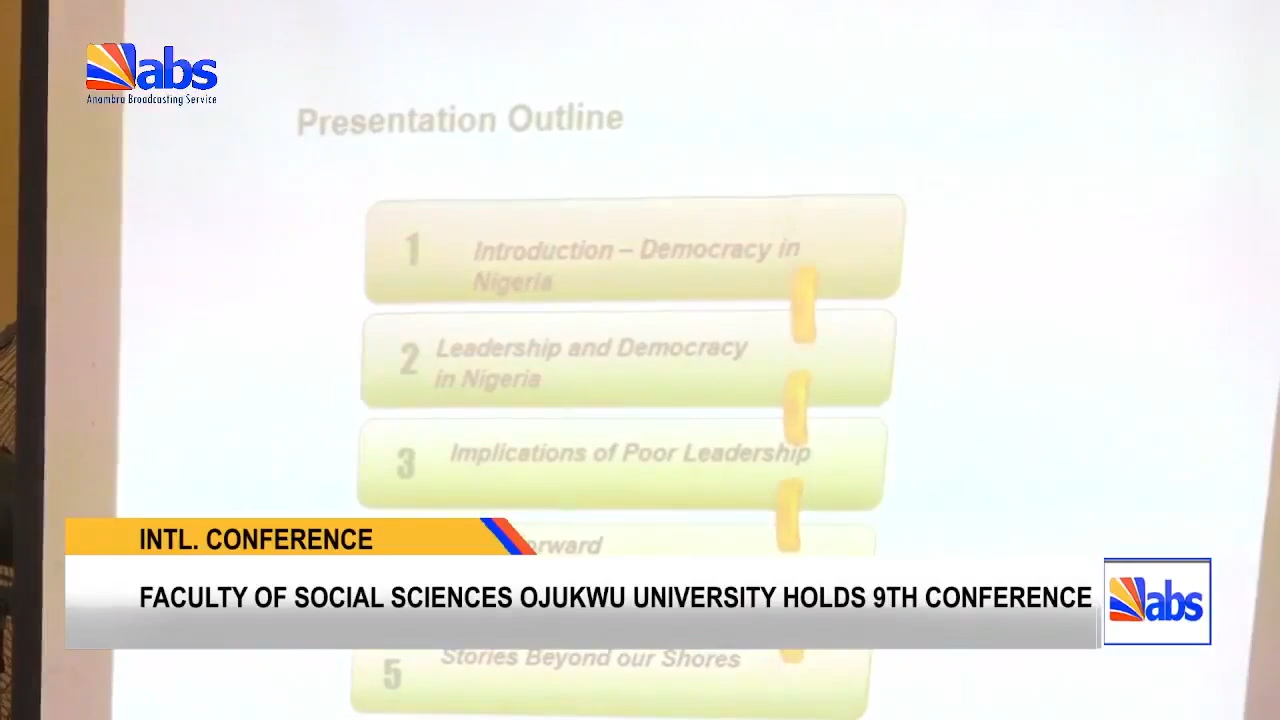 abs
Anambra Broadcasting Service
Presentation Outline
1
Introduction – Democracy in
Nigeria
2
Leadership and Democracy
in Nigeria
3
Implications of Poor Leadership
INTL. CONFERENCE
FACULTY OF SOCIAL SCIENCES OJUKWU UNIVERSITY HOLDS 9TH CONFERENCE
abs
5
Stories Beyond our Shores